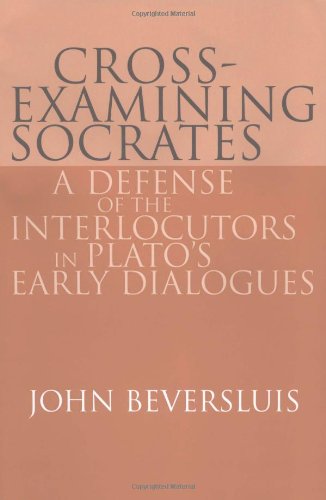 CROSS-
EXAMINING
SOCRATES
A DEFENSE
OF THE
INTERLOCUTORS
IN PLATO'S
EARLY DIALOGUES
JOHN BEVERSLUIS